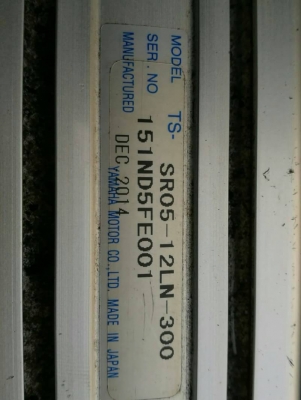 MODEL TS-SR05-12LN-300
SER. NO 151ND5FE001
MANUFACTURED DEC 2014
YAMAHA MOTOR CO., LTD. MADE IN JAPAN